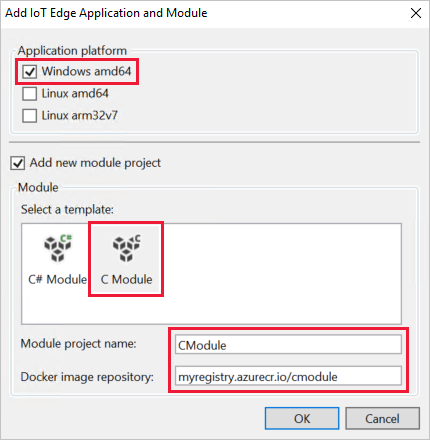 Add IoT Edge Application and Module
Application platform
Windows amd64
Linux amd64
Linux arm32v7
Add new module project
Module
Select a template:
C#
C
C# Module
C Module
Module project name:
CModule
Docker image repository:
myregistry.azurecr.io/cmodule
OK
Cancel